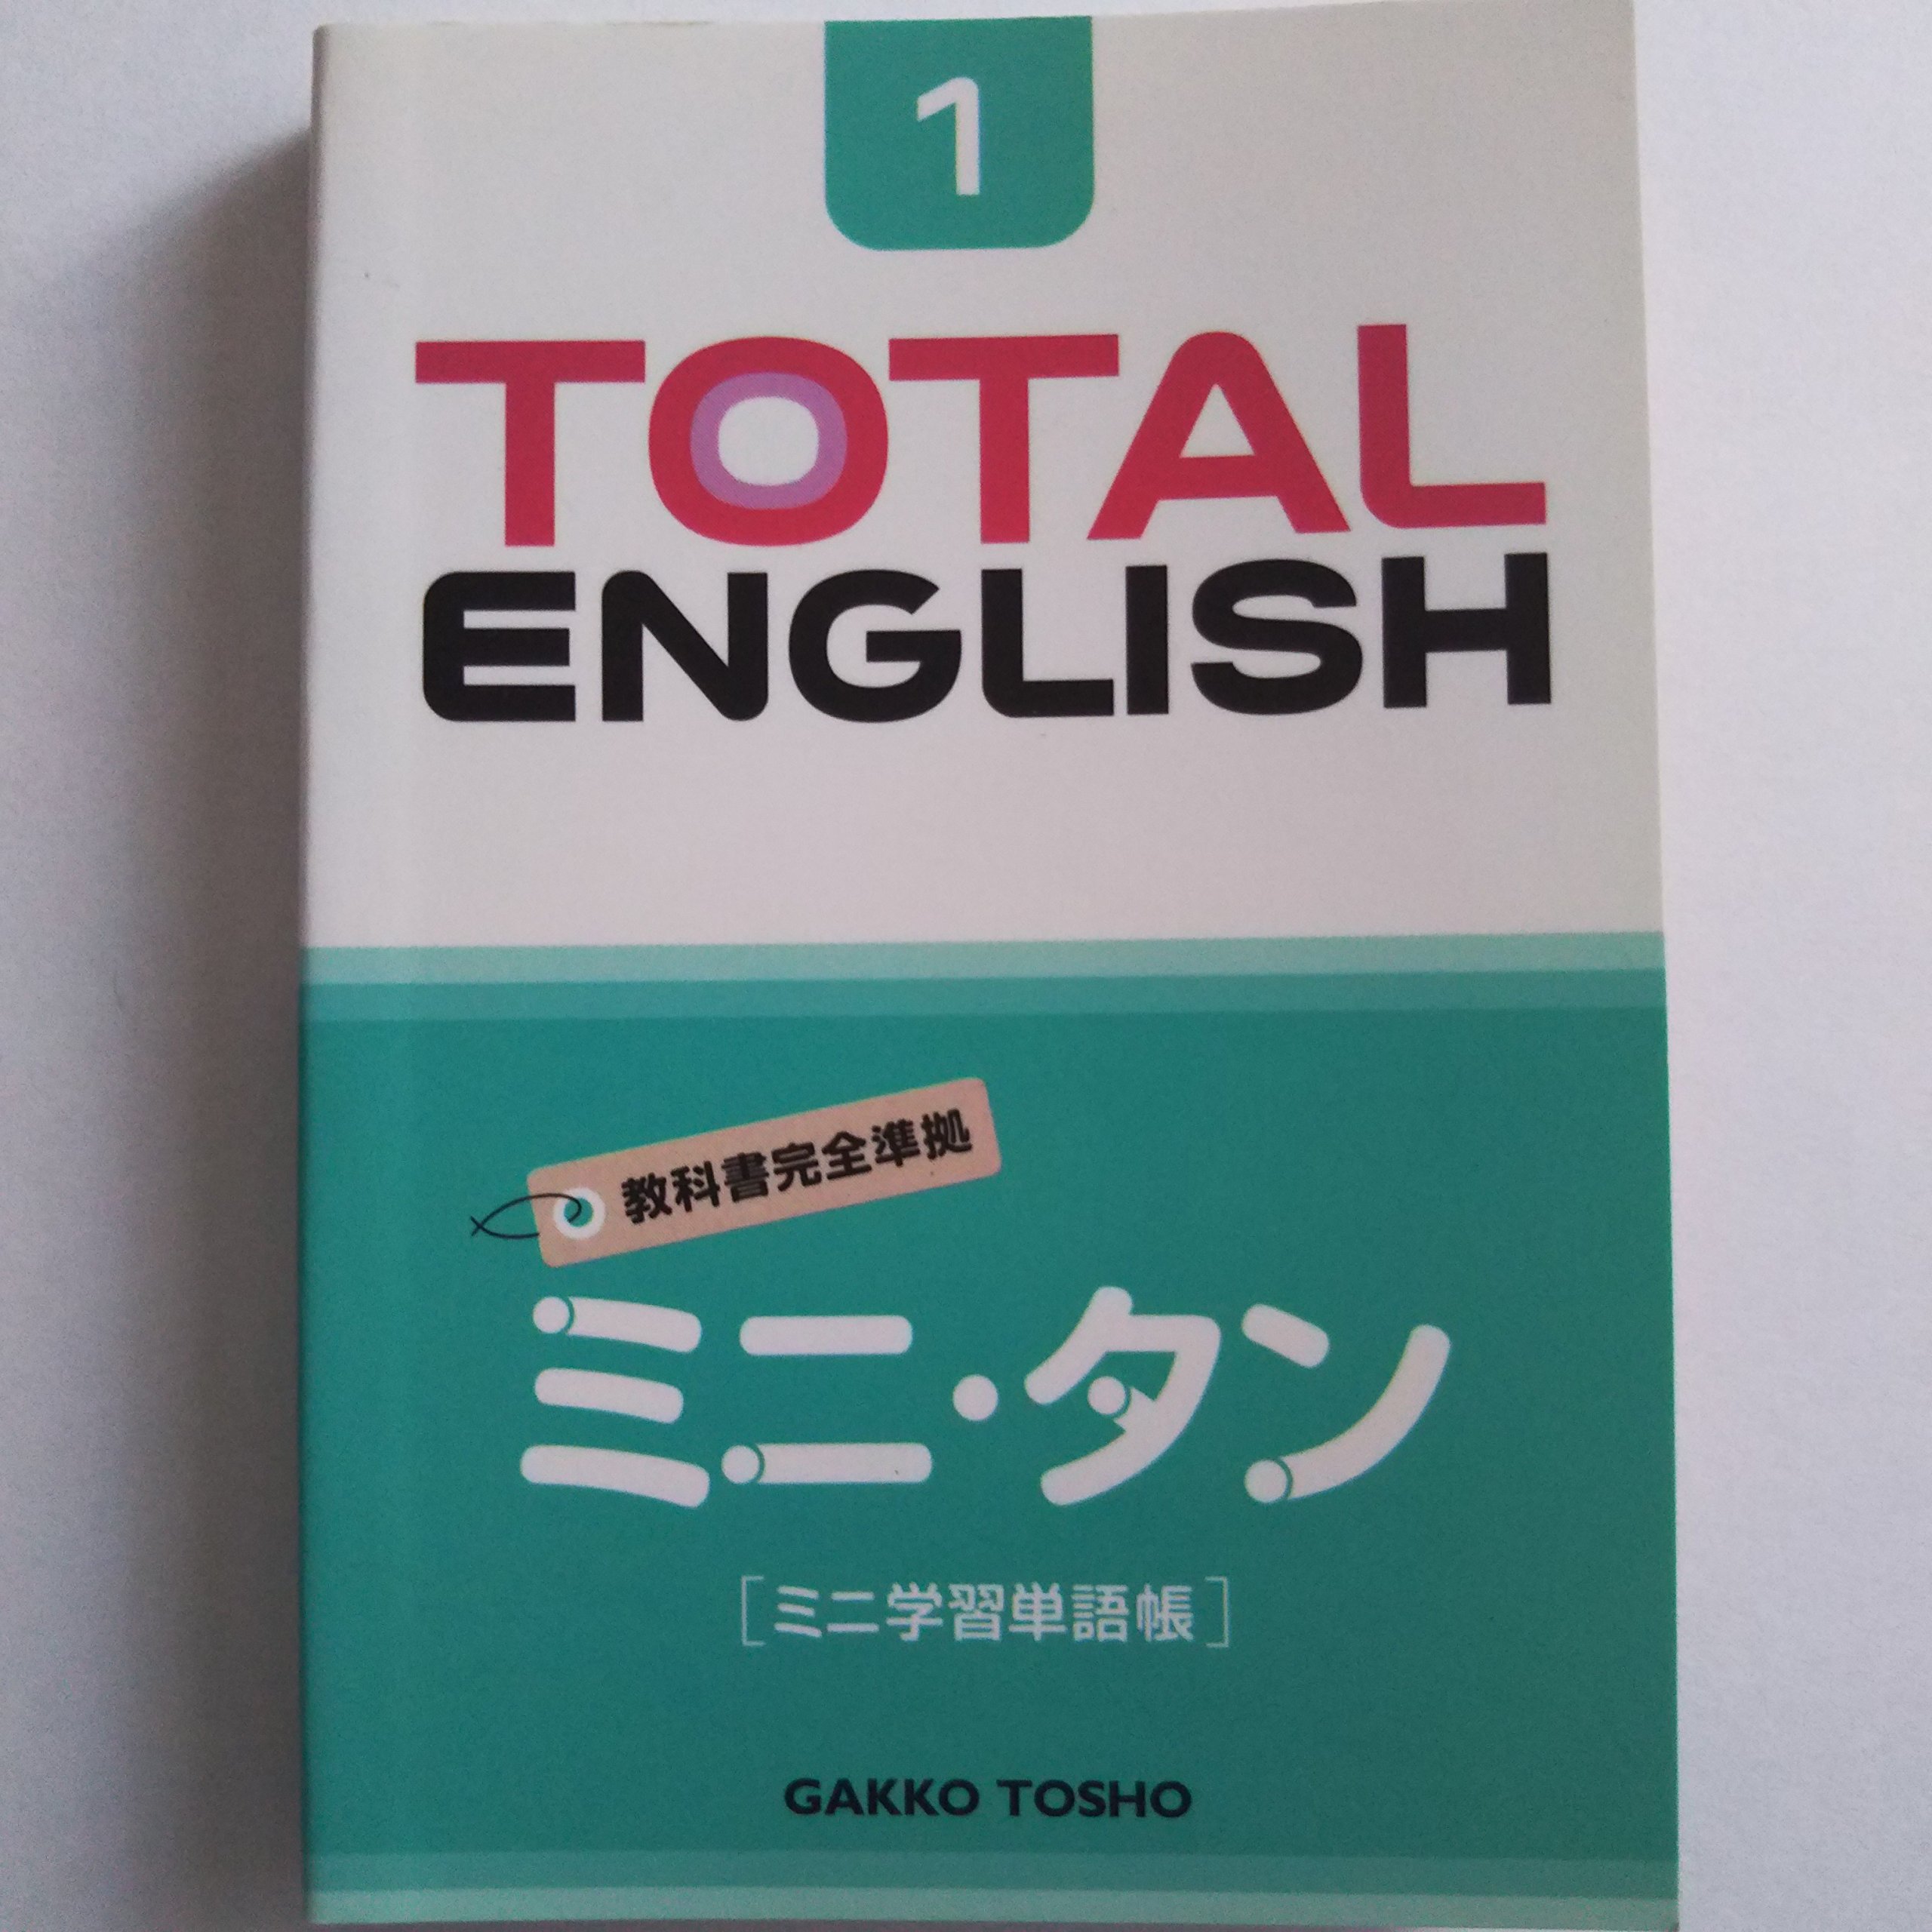 1
TOTAL
ENGLISH
教科書完全準拠
ミニ・タン
[ミニ学習単語帳]
GAKKO TOSHO